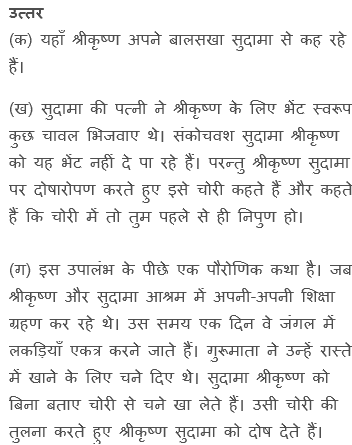 उत्तर
(क) यहाँ श्रीकृष्ण अपने बालसखा सुदामा से कह रहे
हैं।
(ख) सुदामा की पत्नी ने श्रीकृष्ण के लिए भेंट स्वरूप
कुछ चावल भिजवाए थे। संकोचवश सुदामा श्रीकृष्ण
को यह भेंट नहीं दे पा रहे हैं। परन्तु श्रीकृष्ण सुदामा
पर दोषारोपण करते हुए इसे चोरी कहते हैं और कहते
हैं कि चोरी में तो तुम पहले से ही निपुण हो।
(ग) इस उपालंभ के पीछे एक पौरोणिक कथा है। जब
श्रीकृष्ण और सुदामा आश्रम में अपनी-अपनी शिक्षा
ग्रहण कर रहे थे। उस समय एक दिन वे जंगल में
लकड़ियाँ एकत्र करने जाते हैं। गुरूमाता ने उन्हें रास्ते
में खाने के लिए चने दिए थे। सुदामा श्रीकृष्ण को
बिना बताए चोरी से चने खा लेते हैं। उसी चोरी की
तुलना करते हुए श्रीकृष्ण सुदामा को दोष देते हैं।